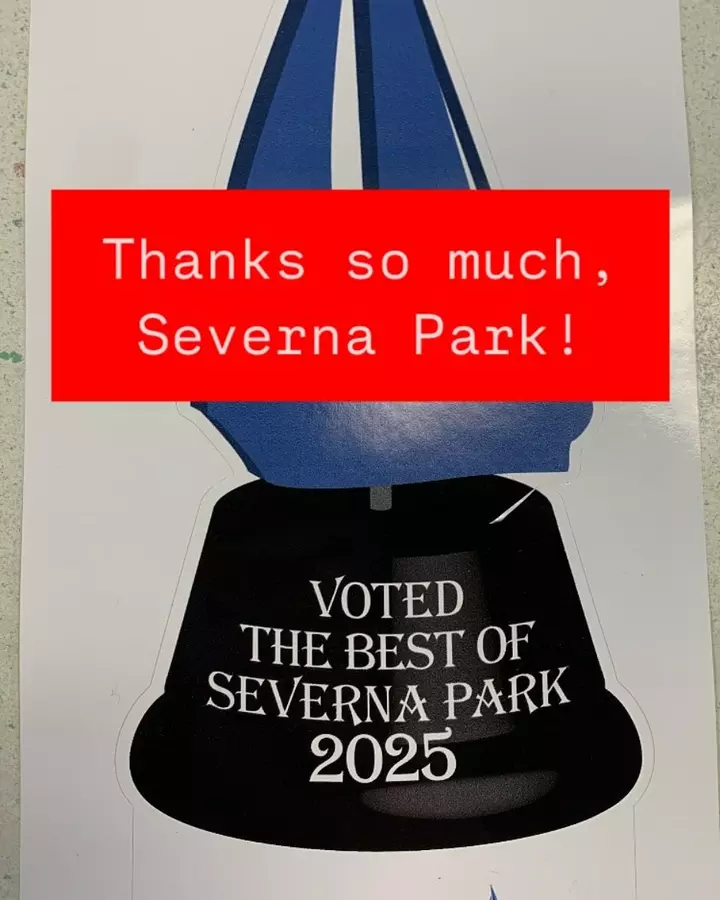 Thanks so much,
Severna Park!
VOTED
THE BEST OF
SEVERNA PARK
2025